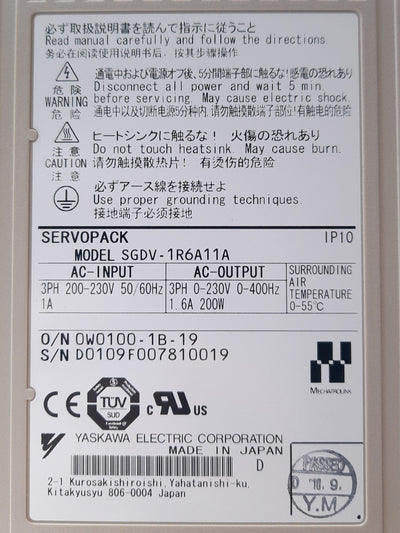 必ず取扱説明書を読んで指示に従うこと
Read manual carefully and follow the directions.
务必在阅读使用说明书后，按其步骤操作
危険
WARNING
危险
通電中および電源オフ後、5分間端子部に触るな!感電の恐れあり
Disconnect all power and wait 5 min.
before servicing. May cause electric shock.
通电中以及切断电源5分种内，请勿触摸端子部位!有触电的危险
注意
CAUTION
注意
ヒートシンクに触るな! 火傷の恐れあり
Do not touch heatsink. May cause burn.
请勿触摸散热片! 有烫伤的危险
必ずアース線を接続せよ
Use proper grounding techniques.
接地端子必须接地
SERVOPACK IP10
MODEL SGDV-1R6A11A
AC-INPUT AC-OUTPUT SURROUNDING
AIR
TEMPERATURE
0-55℃
3PH 200-230V 50/60Hz 3PH 0-230V 0-400Hz
1A 1.6A 200W
O/N 0W0100-1B-19
S/N D0109F007810019
MECHATROLINK
CE TÜV SÜD c RU US
YASKAWA ELECTRIC CORPORATION
MADE IN JAPAN D
2-1 Kurosakishiroishi, Yahatanishi-ku,
Kitakyusyu 806-0004 Japan
PASSED
D '10.9.
Y.M